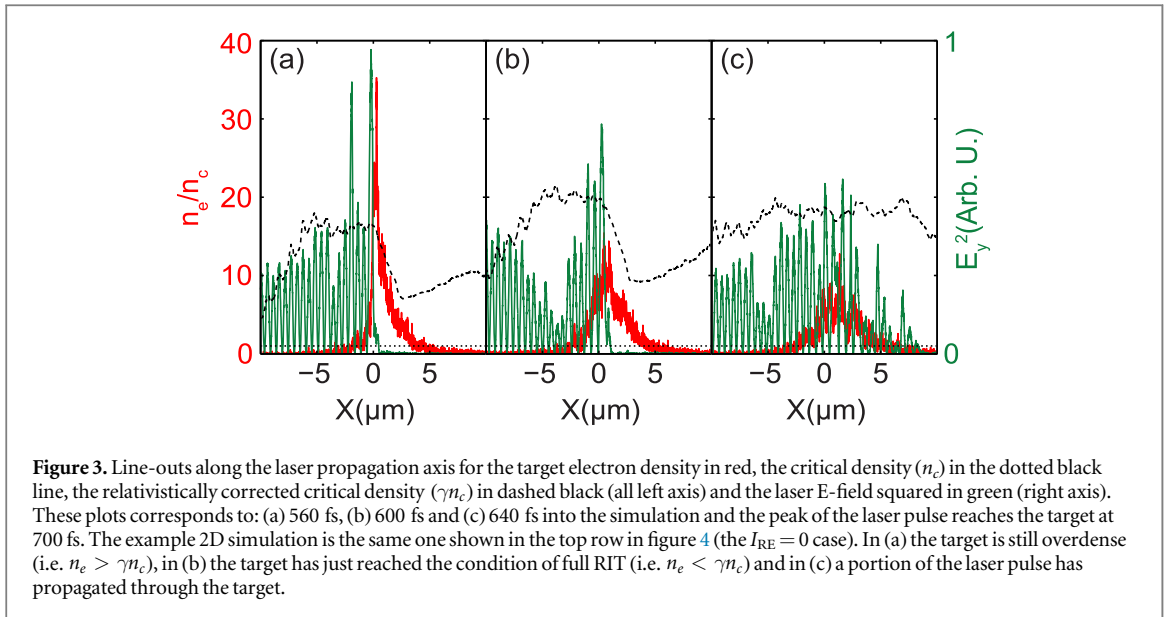 (a) (b) (c)
40
30
20
10
0
nₑ/n꜀
1
0
E_y²(Arb. U.)
−5 0 5 −5 0 5 −5 0 5
X(μm) X(μm) X(μm)
Figure 3. Line-outs along the laser propagation axis for the target electron density in red, the critical density (n_c) in the dotted black
line, the relativistically corrected critical density (γn_c) in dashed black (all left axis) and the laser E-field squared in green (right axis).
These plots corresponds to: (a) 560 fs, (b) 600 fs and (c) 640 fs into the simulation and the peak of the laser pulse reaches the target at
700 fs. The example 2D simulation is the same one shown in the top row in figure 4 (the I_RE = 0 case). In (a) the target is still overdense
(i.e. n_e > γn_c), in (b) the target has just reached the condition of full RIT (i.e. n_e < γn_c) and in (c) a portion of the laser pulse has
propagated through the target.